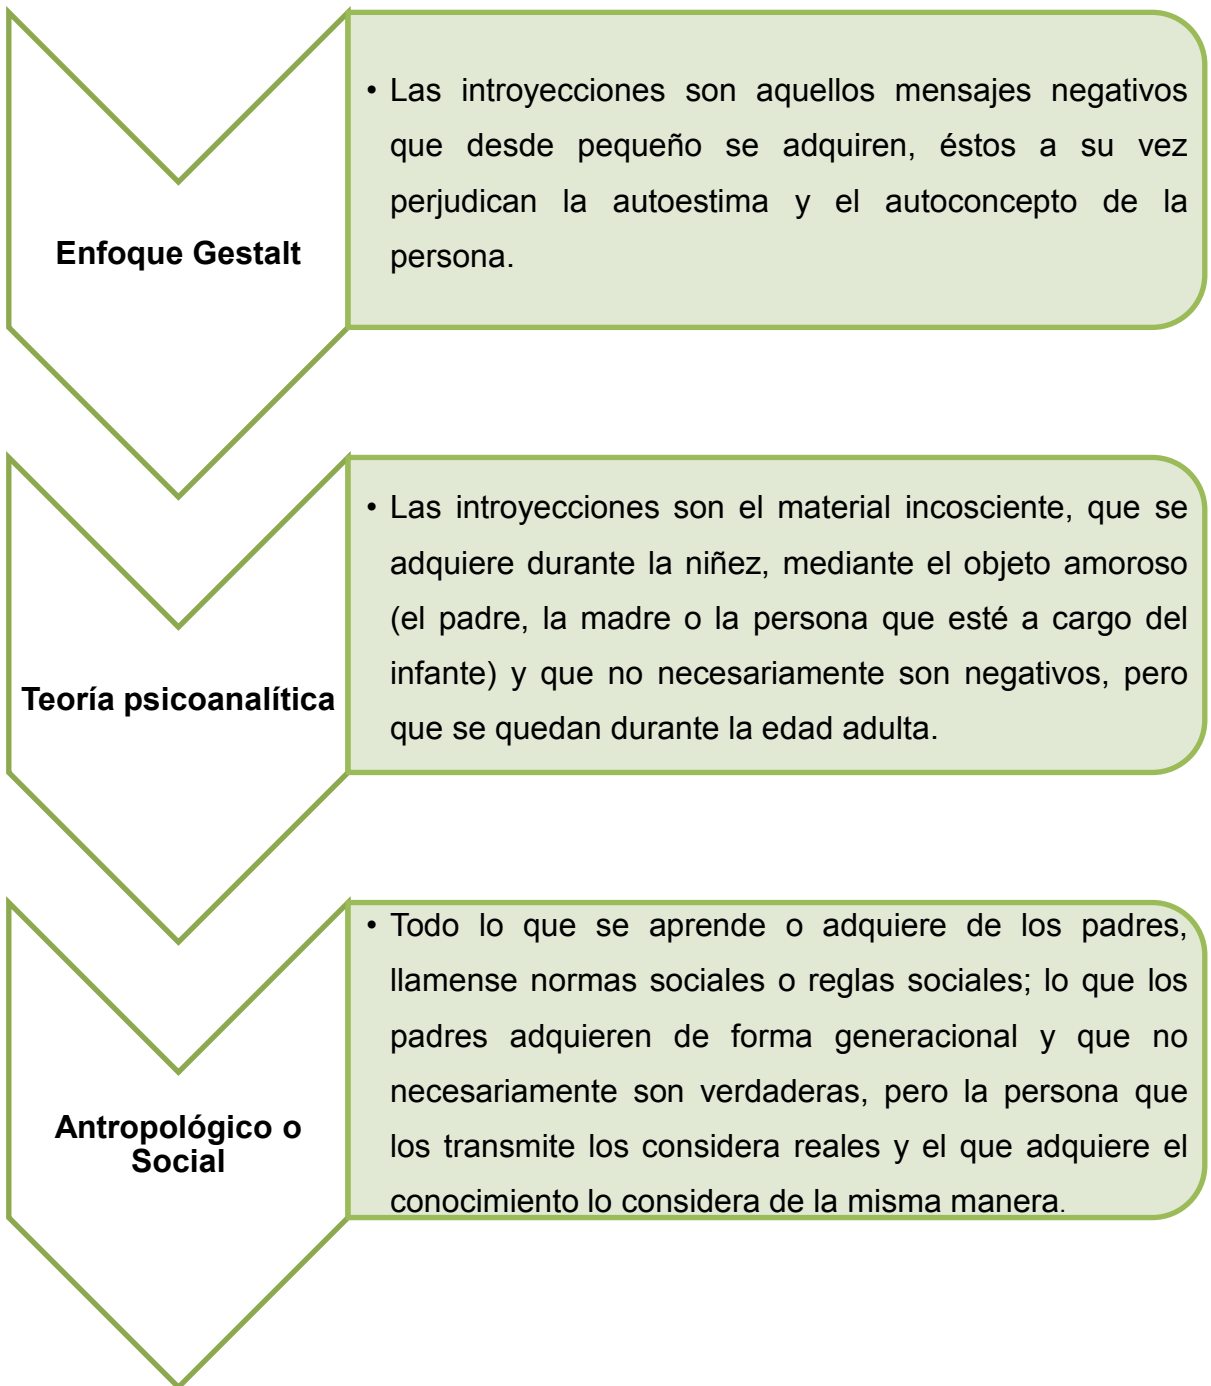 Enfoque Gestalt
• Las introyecciones son aquellos mensajes negativos
que desde pequeño se adquiren, éstos a su vez
perjudican la autoestima y el autoconcepto de la
persona.
Teoría psicoanalítica
• Las introyecciones son el material incosciente, que se
adquiere durante la niñez, mediante el objeto amoroso
(el padre, la madre o la persona que esté a cargo del
infante) y que no necesariamente son negativos, pero
que se quedan durante la edad adulta.
Antropológico o
Social
• Todo lo que se aprende o adquiere de los padres,
llamense normas sociales o reglas sociales; lo que los
padres adquieren de forma generacional y que no
necesariamente son verdaderas, pero la persona que
los transmite los considera reales y el que adquiere el
conocimiento lo considera de la misma manera.